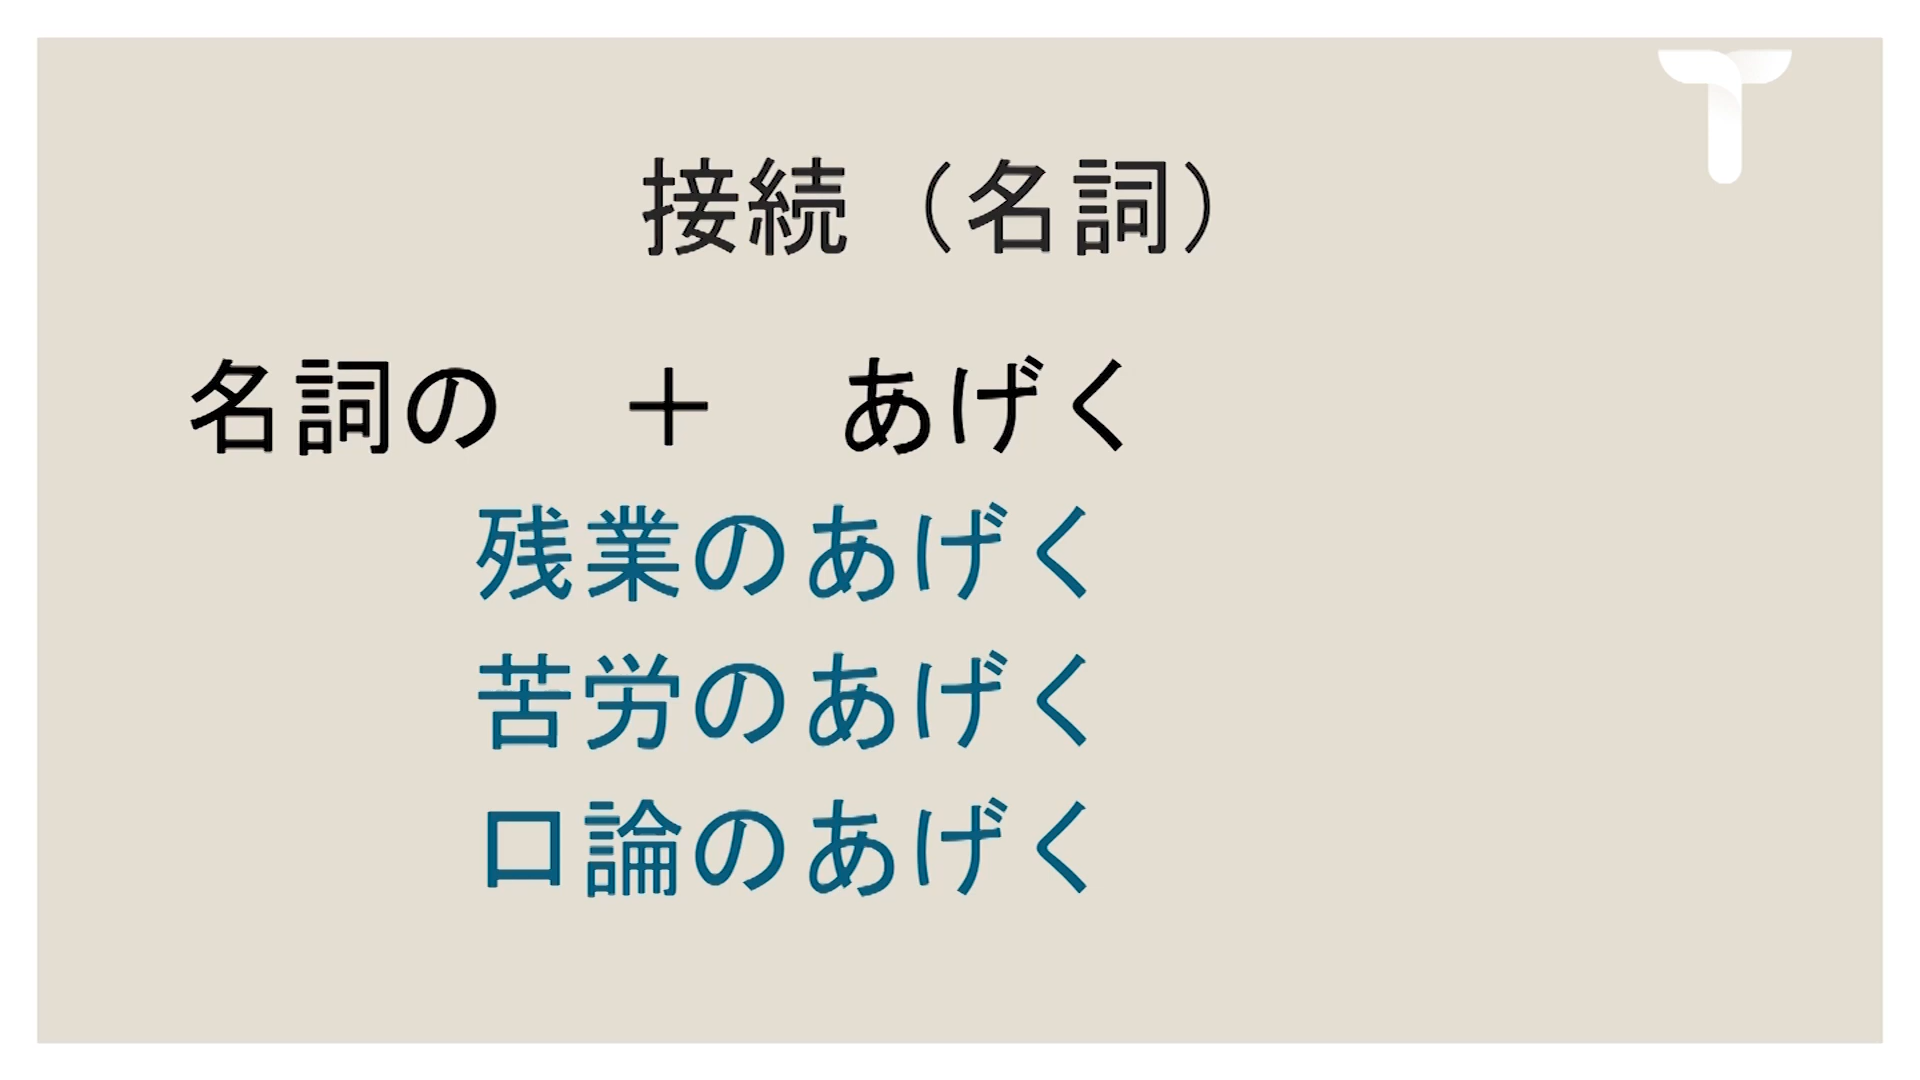 接続（名詞）
名詞の　＋　あげく
残業のあげく
苦労のあげく
口論のあげく